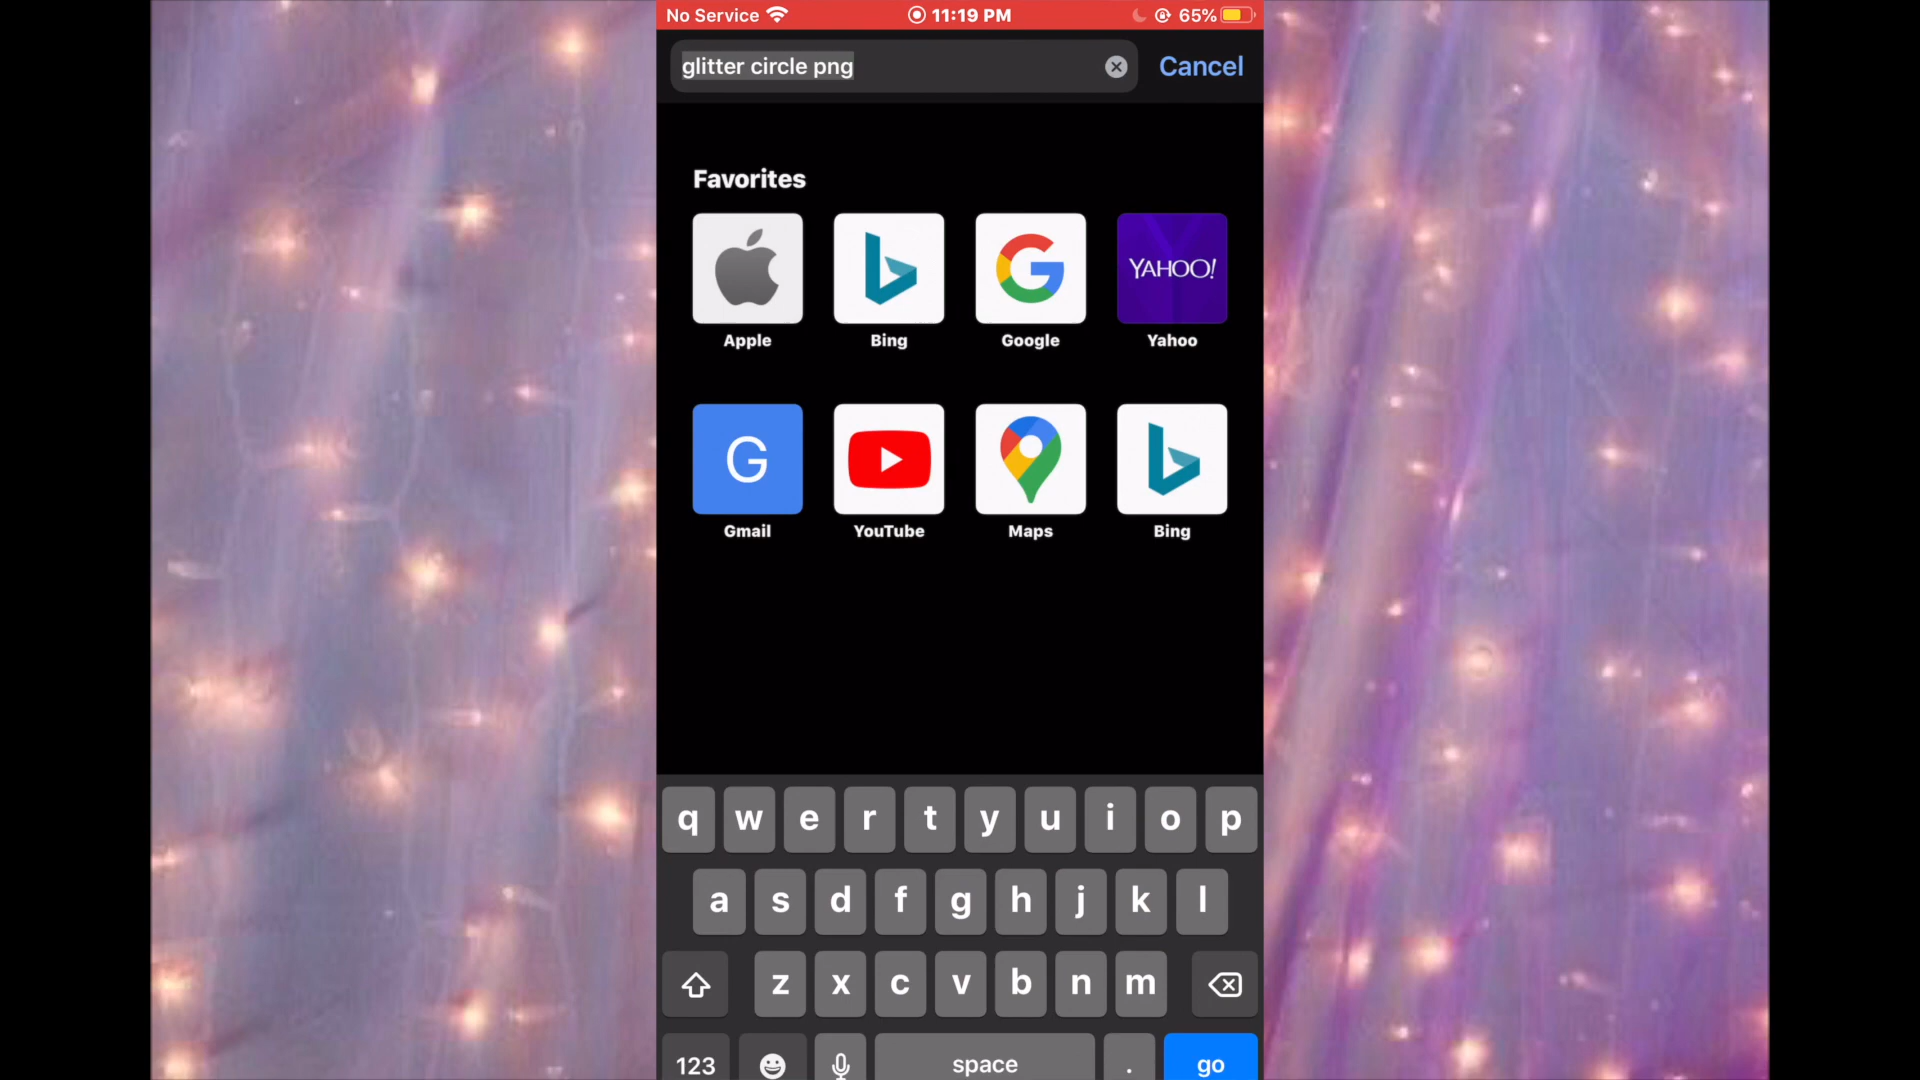 No Service 11:19 PM 65%
glitter circle png Cancel
Favorites
YAHOO!
Apple Bing Google Yahoo
G
Gmail YouTube Maps Bing
q w e r t y u i o p
a s d f g h j k l
z x c v b n m
123 space . go